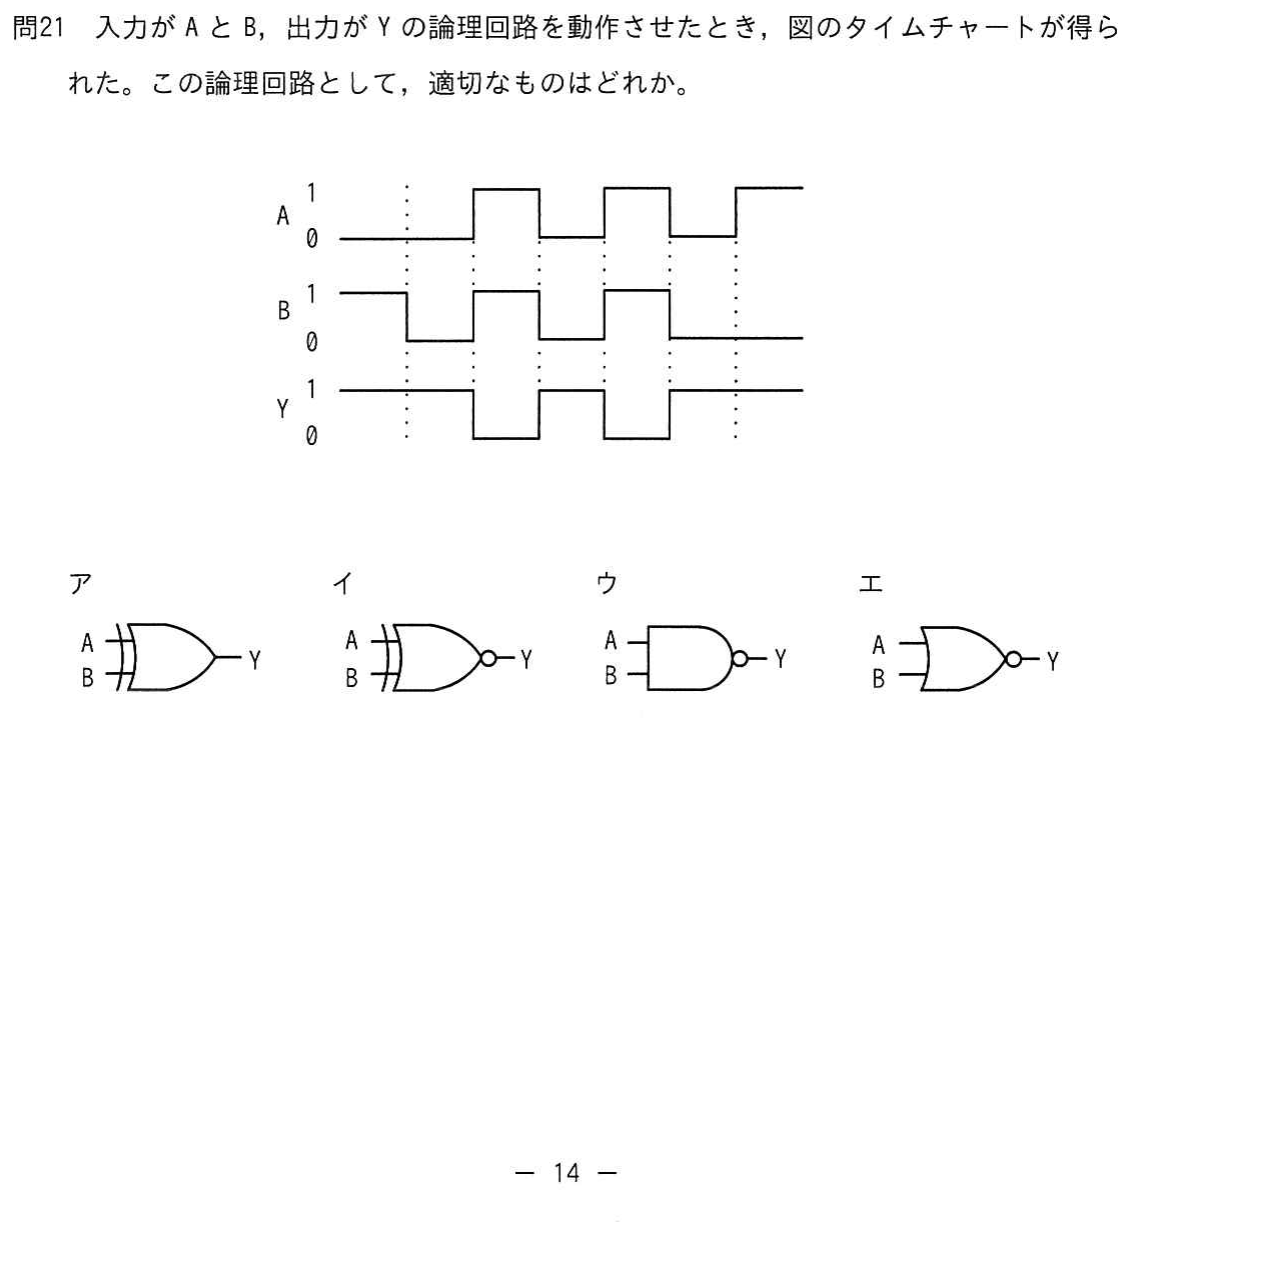 問21　入力が A と B，出力が Y の論理回路を動作させたとき，図のタイムチャートが得ら
れた。この論理回路として，適切なものはどれか。
A 1 0
B 1 0
Y 1 0
ア イ ウ エ
A B Y A B Y A B Y A B Y
— 14 —